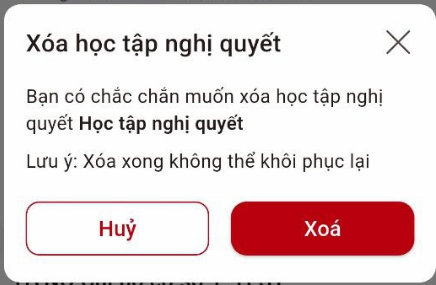 Xóa học tập nghị quyết
Bạn có chắc chắn muốn xóa học tập nghị
quyết Học tập nghị quyết
Lưu ý: Xóa xong không thể khôi phục lại
Huỷ
Xoá